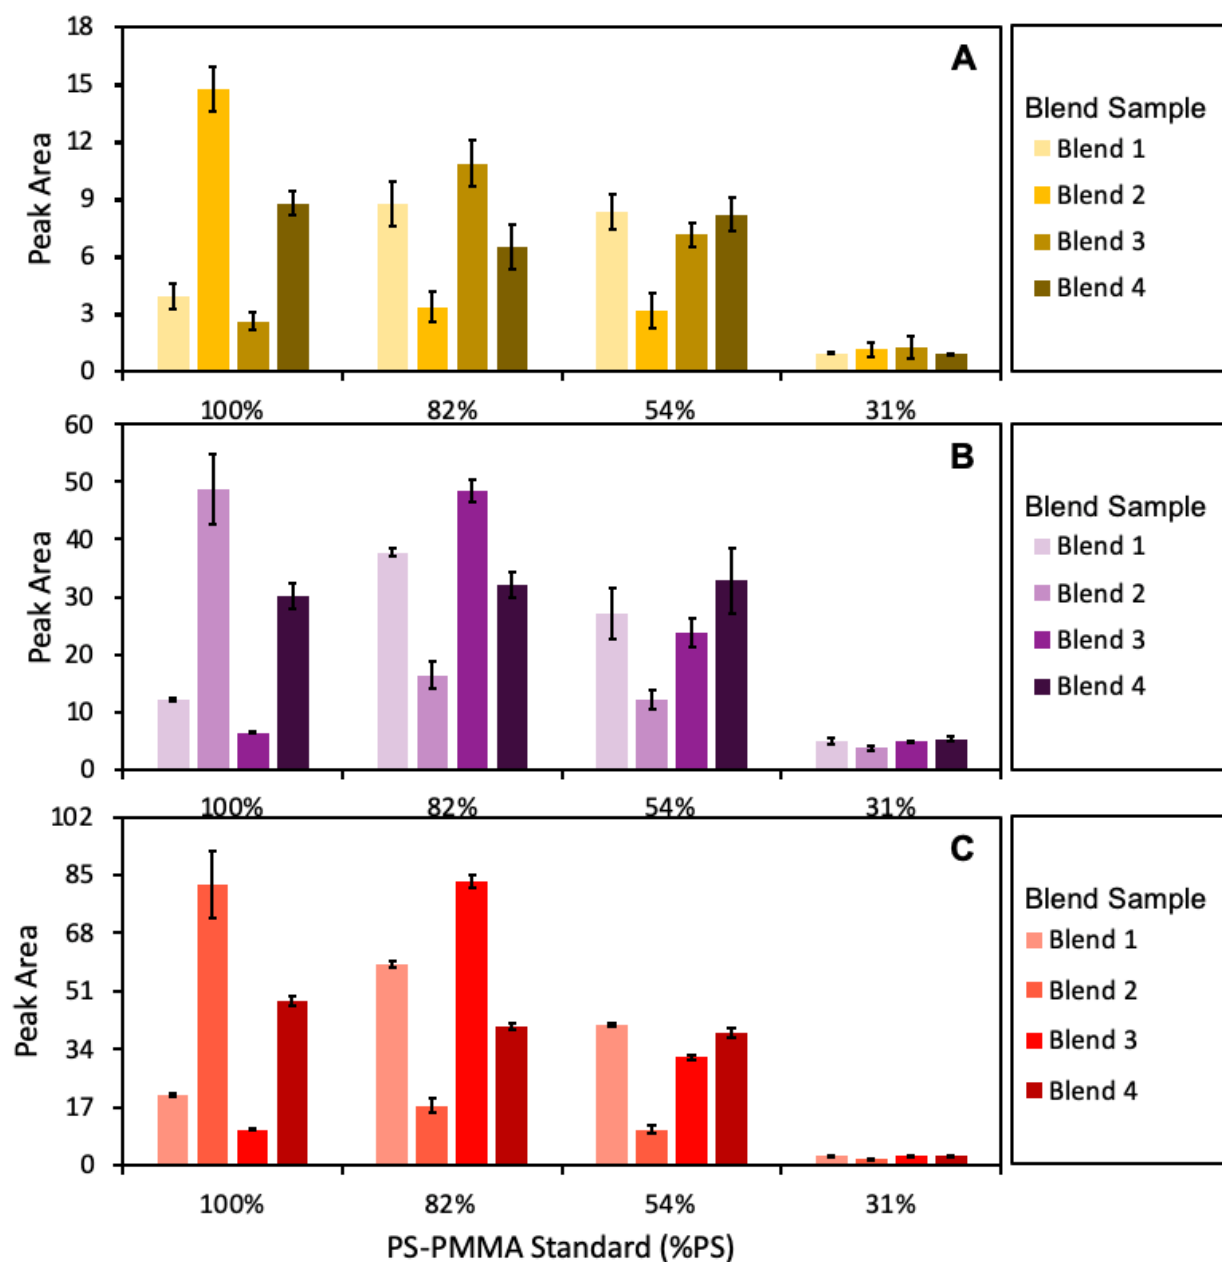 A
18
15
12
9
6
3
0
Peak Area
100% 82% 54% 31%
Blend Sample
Blend 1
Blend 2
Blend 3
Blend 4
B
60
50
40
30
20
10
0
Peak Area
100% 82% 54% 31%
Blend Sample
Blend 1
Blend 2
Blend 3
Blend 4
C
102
85
68
51
34
17
0
Peak Area
100% 82% 54% 31%
PS-PMMA Standard (%PS)
Blend Sample
Blend 1
Blend 2
Blend 3
Blend 4